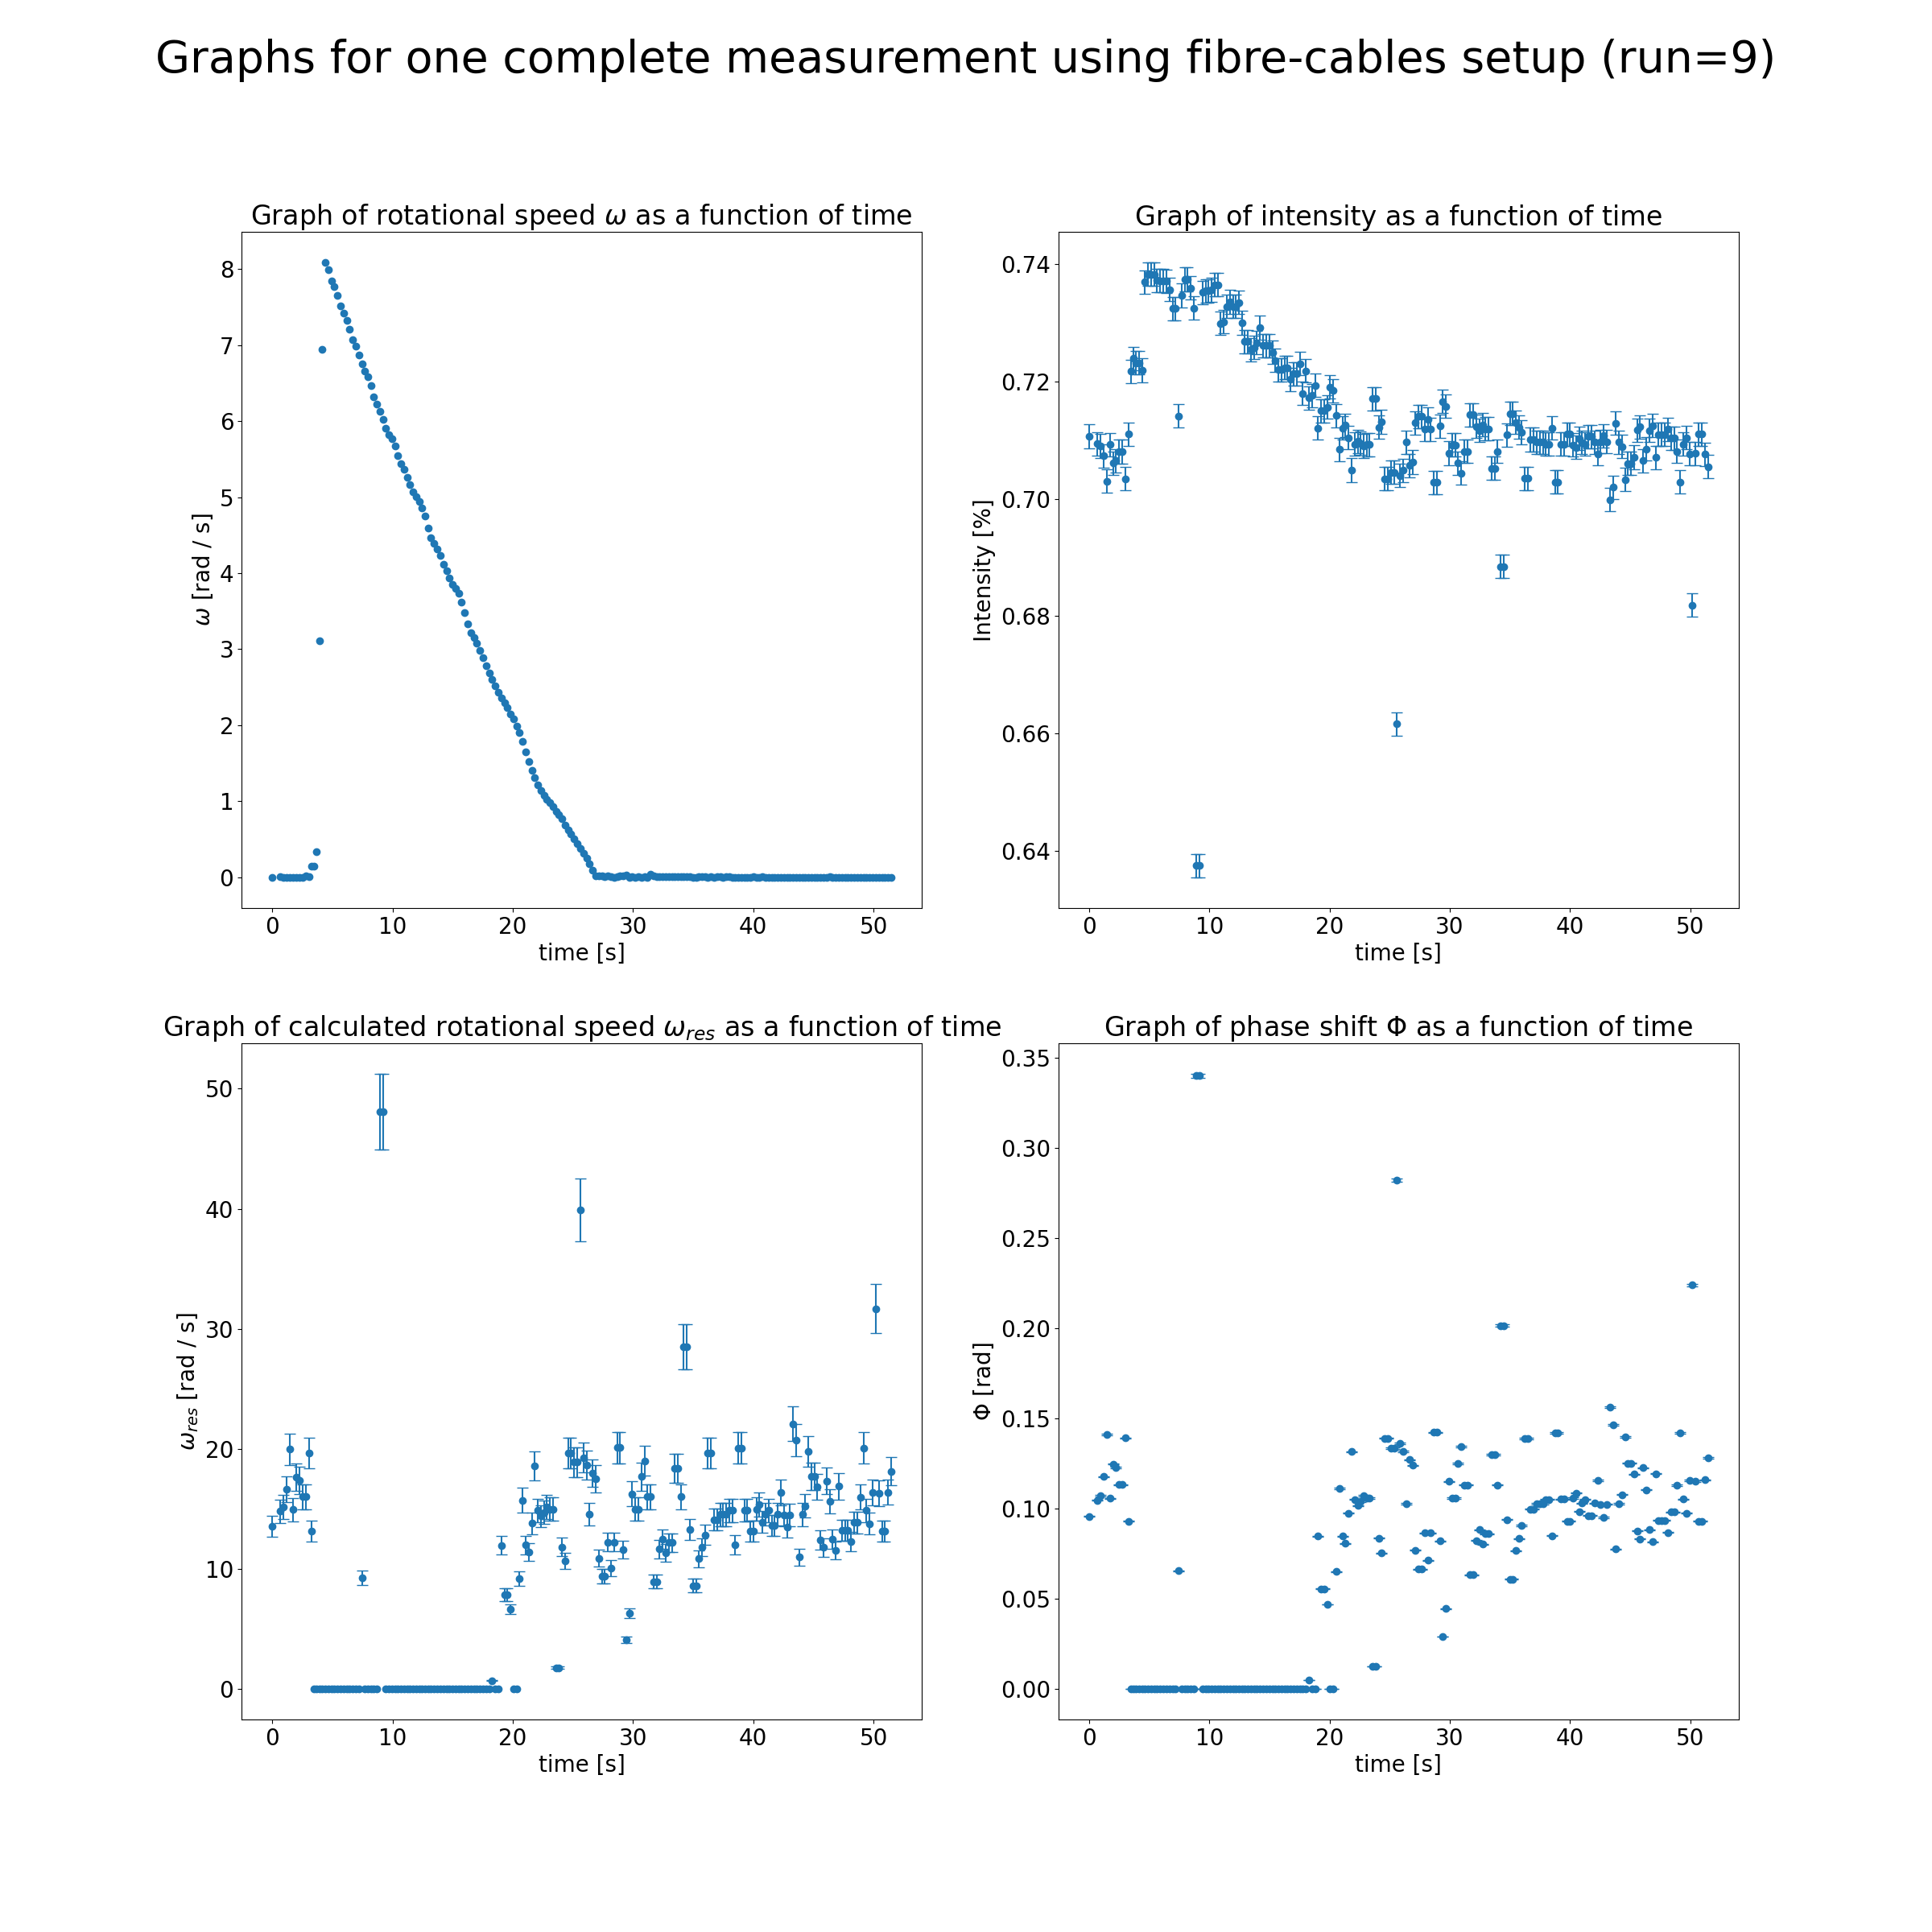 Graphs for one complete measurement using fibre-cables setup (run=9)
Graph of rotational speed ω as a function of time
8
7
6
5
4
3
2
1
0
ω [rad / s]
0 10 20 30 40 50
time [s]
Graph of intensity as a function of time
0.74
0.72
0.70
0.68
0.66
0.64
Intensity [%]
0 10 20 30 40 50
time [s]
Graph of calculated rotational speed ωres as a function of time
50
40
30
20
10
0
ωres [rad / s]
0 10 20 30 40 50
time [s]
Graph of phase shift Φ as a function of time
0.35
0.30
0.25
0.20
0.15
0.10
0.05
0.00
Φ [rad]
0 10 20 30 40 50
time [s]